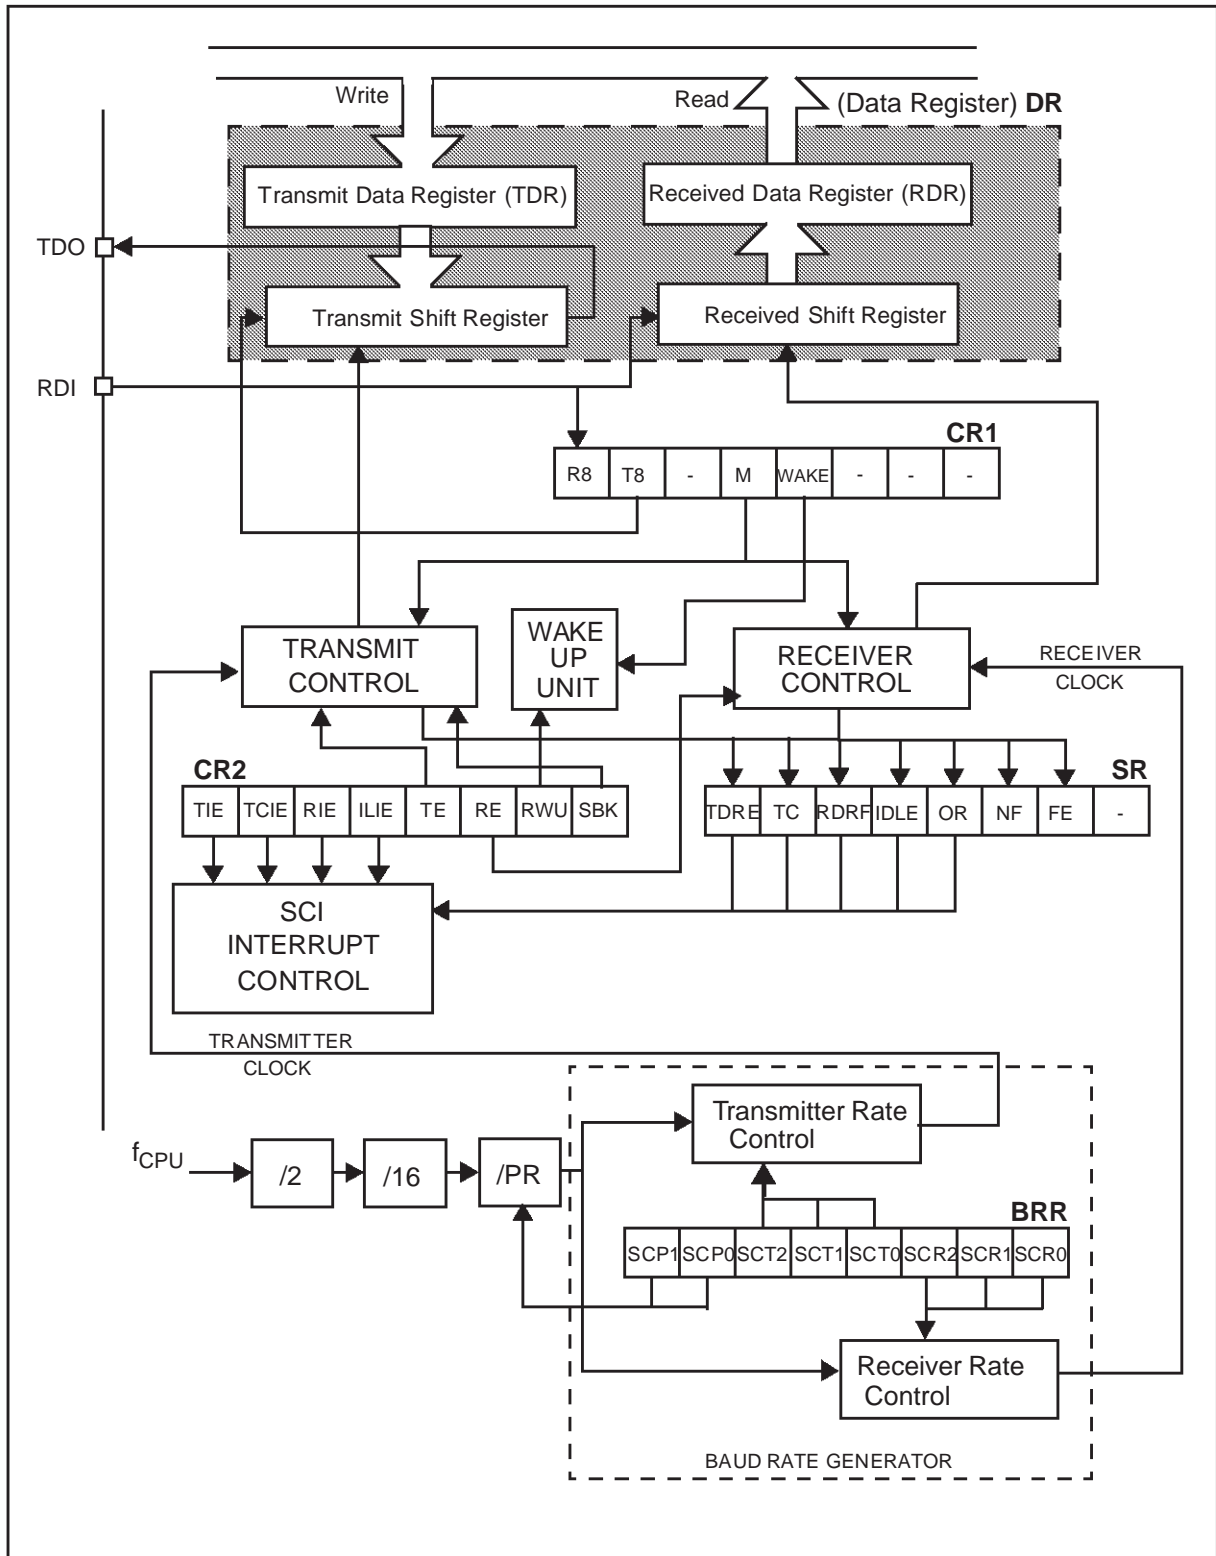 Write
Read
(Data Register) DR
Transmit Data Register (TDR)
Received Data Register (RDR)
TDO
Transmit Shift Register
Received Shift Register
RDI
CR1
R8 T8 - M WAKE - - -
TRANSMIT
CONTROL
WAKE
UP
UNIT
RECEIVER
CONTROL
RECEIVER
CLOCK
CR2
SR
TIE TCIE RIE ILIE TE RE RWU SBK
TDRE TC RDRF IDLE OR NF FE -
SCI
INTERRUPT
CONTROL
TRANSMITTER
CLOCK
Transmitter Rate
Control
fCPU
/2
/16
/PR
BRR
SCP1 SCP0 SCT2 SCT1 SCT0 SCR2 SCR1 SCR0
Receiver Rate
Control
BAUD RATE GENERATOR